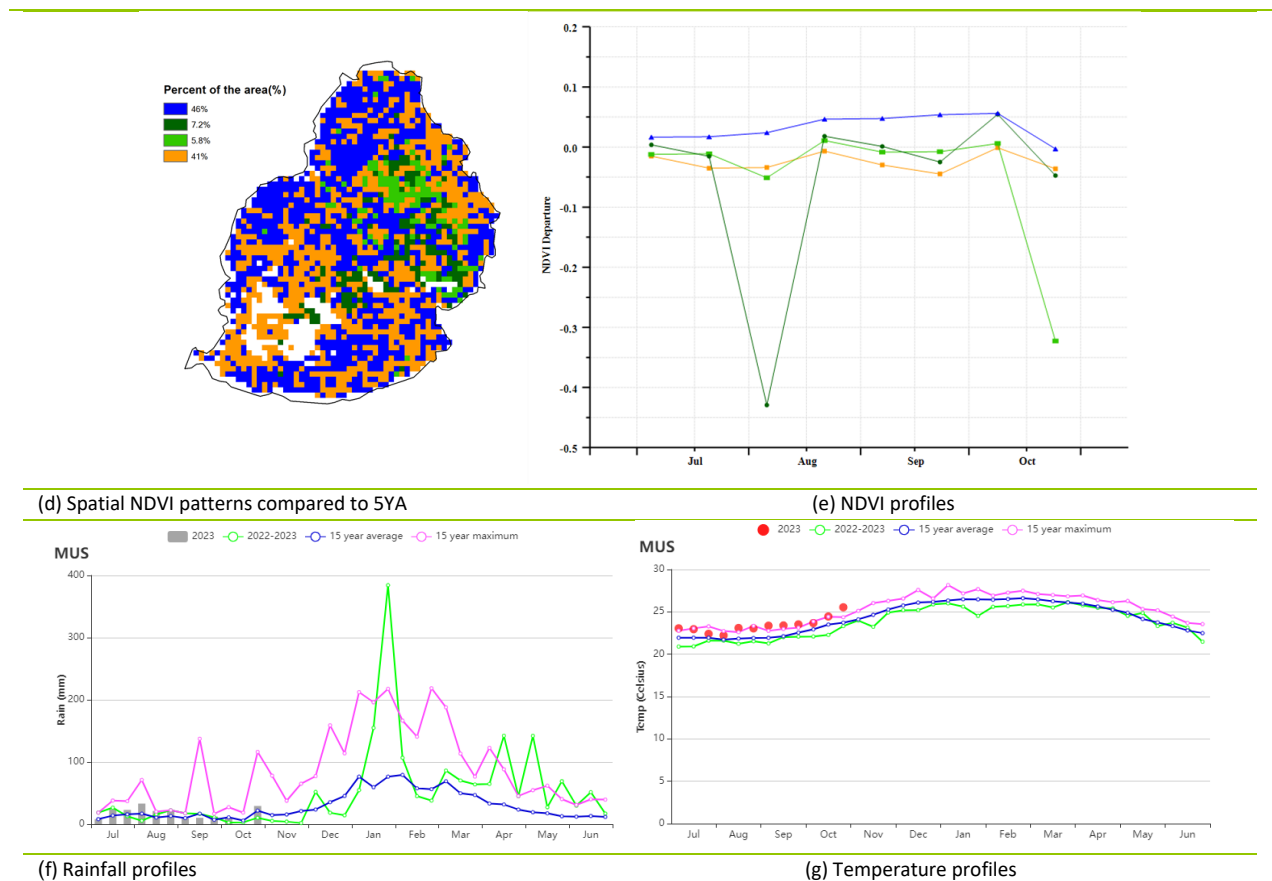 Percent of the area(%)
46%
7.2%
5.8%
41%
0.2
0.1
0.05
0.0
-0.1
-0.2
-0.3
-0.4
-0.5
NDVI Departure
Jul Aug Sep Oct
(d) Spatial NDVI patterns compared to 5YA
(e) NDVI profiles
2023 2022-2023 15 year average 15 year maximum
MUS
400
300
200
100
0
Rain (mm)
Jul Aug Sep Oct Nov Dec Jan Feb Mar Apr May Jun
2023 2022-2023 15 year average 15 year maximum
MUS
30
25
20
15
10
5
0
Temp (Celsius)
Jul Aug Sep Oct Nov Dec Jan Feb Mar Apr May Jun
(f) Rainfall profiles
(g) Temperature profiles